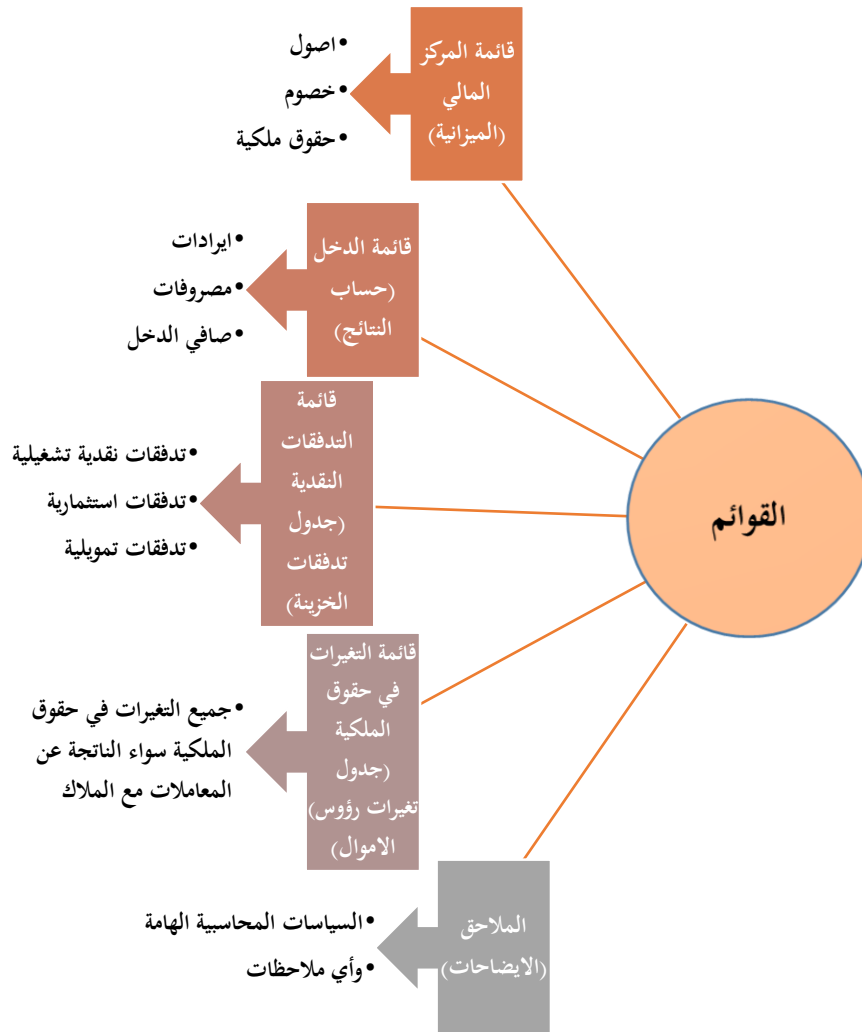 القوائم
قائمة المركز
المالي
(الميزانية)
•اصول
•خصوم
•حقوق ملكية
قائمة الدخل
(حساب
النتائج)
•ايرادات
•مصروفات
•صافي الدخل
قائمة
التدفقات
النقدية
(جدول
تدفقات
الخزينة)
•تدفقات نقدية تشغيلية
•تدفقات استثمارية
•تدفقات تمويلية
قائمة التغيرات
في حقوق
الملكية
(جدول
تغيرات رؤوس)
الاموال)
•جميع التغيرات في حقوق
الملكية سواء الناتجة عن
المعاملات مع الملاك
الملاحق
(الايضاحات)
•السياسات المحاسبية الهامة
•وأي ملاحظات